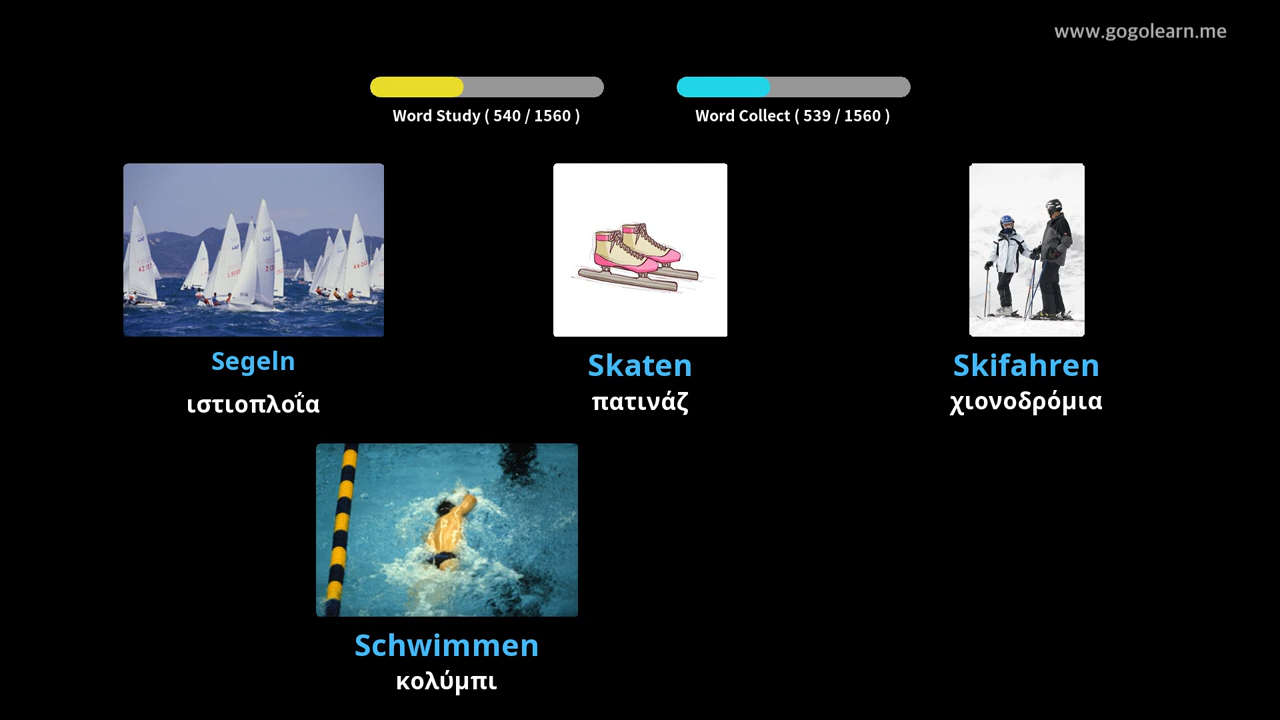 www.gogolearn.me
Word Study ( 540 / 1560 )
Word Collect ( 539 / 1560 )
Segeln
ιστιοπλοΐα
Skaten
πατινάζ
Skifahren
χιονοδρόμια
Schwimmen
κολύμπι